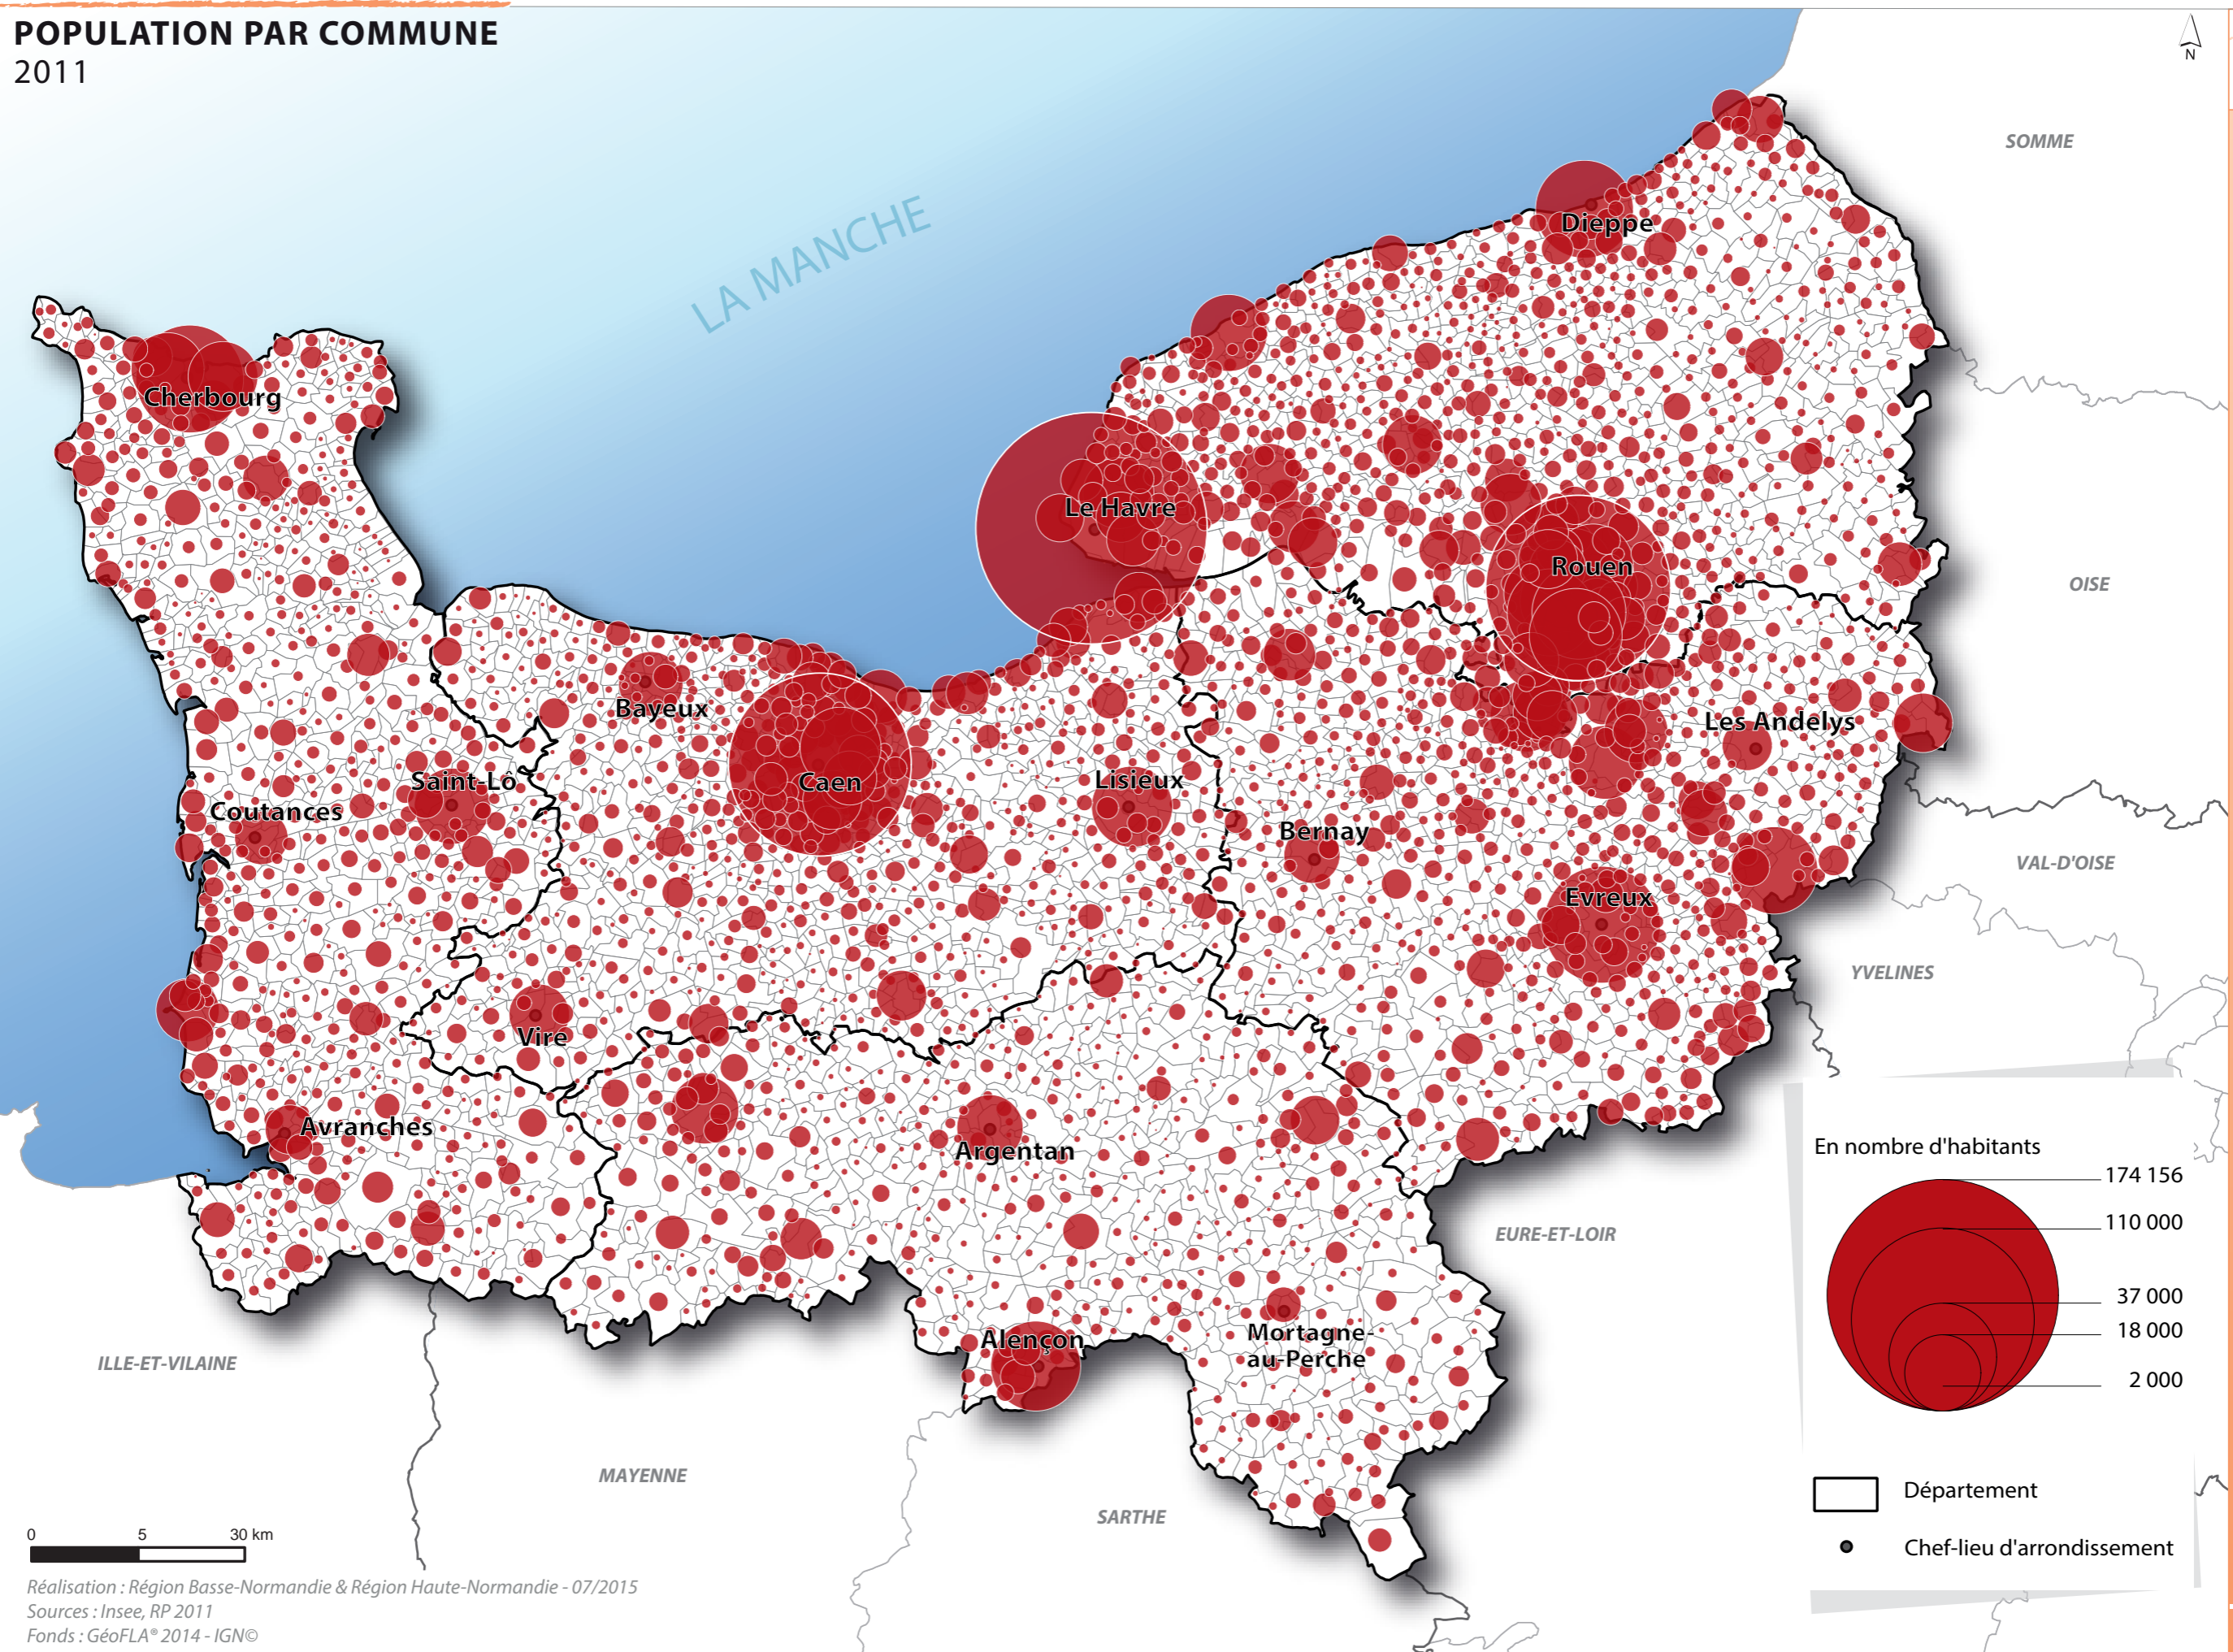 POPULATION PAR COMMUNE
2011
N
SOMME
LA MANCHE
Dieppe
Cherbourg
Le Havre
Rouen
OISE
Bayeux
Les Andelys
Saint-Lô
Caen
Lisieux
Coutances
Bernay
VAL-D'OISE
Evreux
YVELINES
Vire
Avranches
Argentan
EURE-ET-LOIR
Alençon
Mortagne-
au-Perche
ILLE-ET-VILAINE
MAYENNE
SARTHE
En nombre d'habitants
174 156
110 000
37 000
18 000
2 000
Département
Chef-lieu d'arrondissement
0 5 30 km
Réalisation : Région Basse-Normandie & Région Haute-Normandie - 07/2015
Sources : Insee, RP 2011
Fonds : GéoFLA® 2014 - IGN©